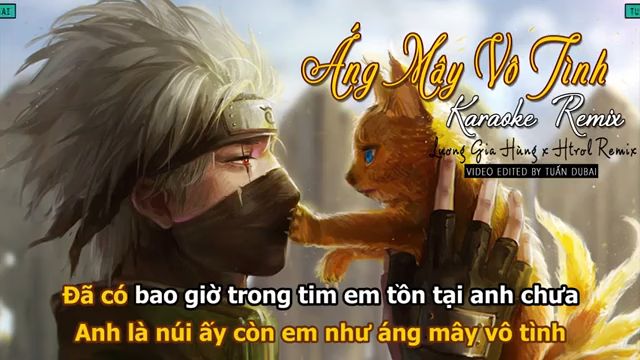 AI
TU
Áng Mây Vô Tình
Karaoke Remix
Lương Gia Hùng x Htrol Remix
VIDEO EDITED BY TUẤN DUBAI
Đã có bao giờ trong tim em tồn tại anh chưa
Anh là núi ấy còn em như áng mây vô tình